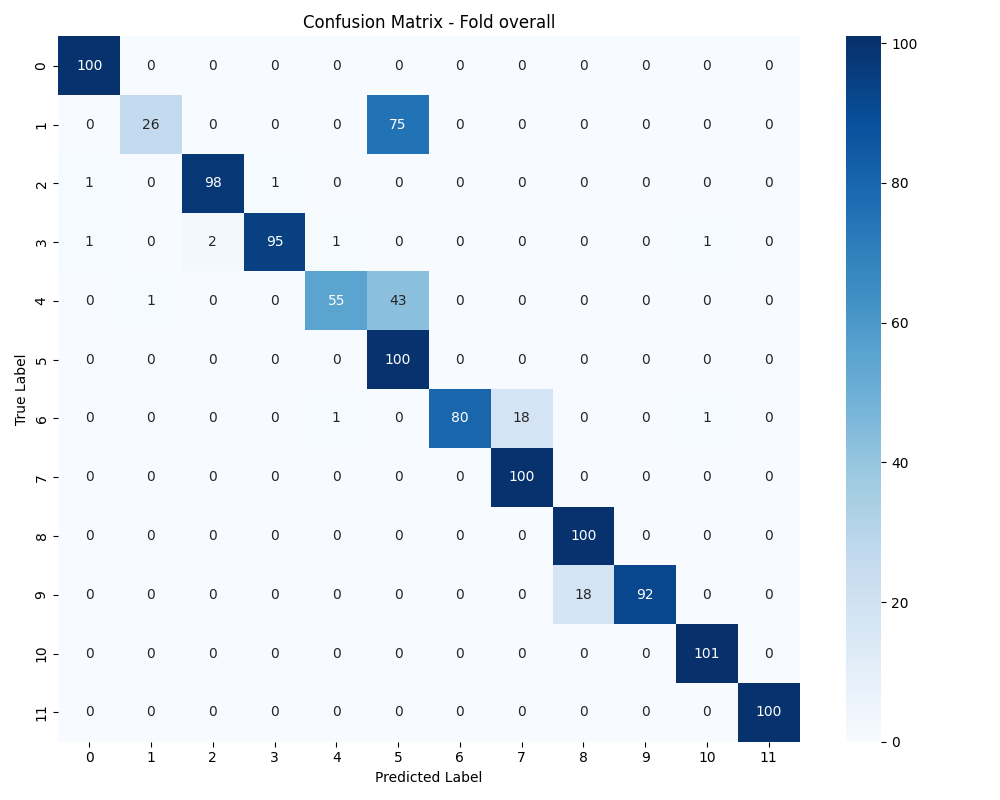 Confusion Matrix - Fold overall
0 100 0 0 0 0 0 0 0 0 0 0 0
1 0 26 0 0 0 75 0 0 0 0 0 0
2 1 0 98 1 0 0 0 0 0 0 0 0
3 1 0 2 95 1 0 0 0 0 0 1 0
4 0 1 0 0 55 43 0 0 0 0 0 0
5 0 0 0 0 0 100 0 0 0 0 0 0
6 0 0 0 0 1 0 80 18 0 0 1 0
7 0 0 0 0 0 0 0 100 0 0 0 0
8 0 0 0 0 0 0 0 0 100 0 0 0
9 0 0 0 0 0 0 0 0 18 92 0 0
10 0 0 0 0 0 0 0 0 0 0 101 0
11 0 0 0 0 0 0 0 0 0 0 0 100
0 1 2 3 4 5 6 7 8 9 10 11
Predicted Label
True Label
100
80
60
40
20
0